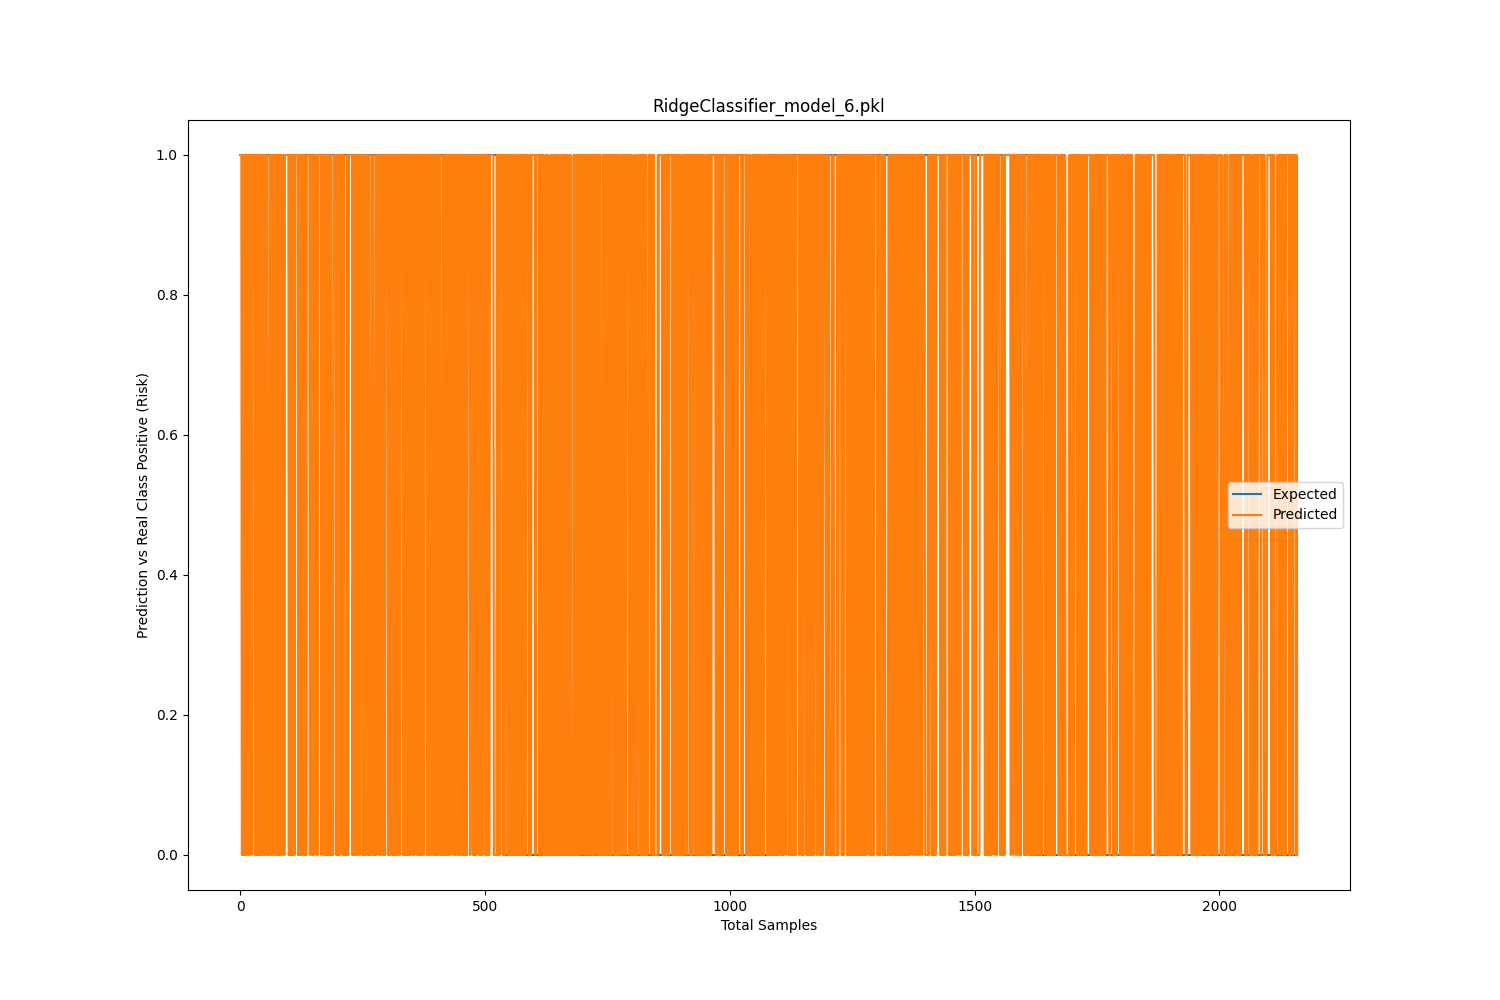 RidgeClassifier_model_6.pkl
1.0
0.8
0.6
0.4
0.2
0.0
Prediction vs Real Class Positive (Risk)
Expected
Predicted
0 500 1000 1500 2000
Total Samples